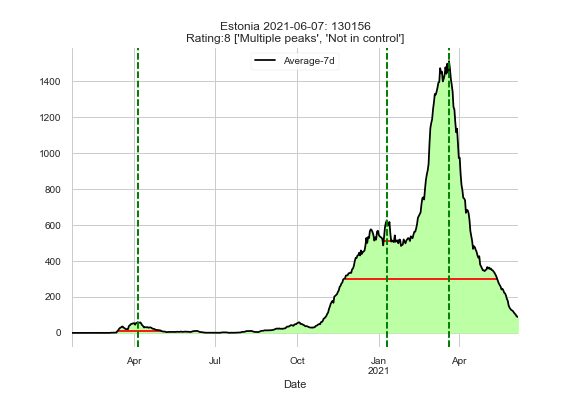 Estonia 2021-06-07: 130156
Rating:8 ['Multiple peaks', 'Not in control']
Average-7d
1400
1200
1000
800
600
400
200
0
Apr
Jul
Oct
Jan
2021
Apr
Date